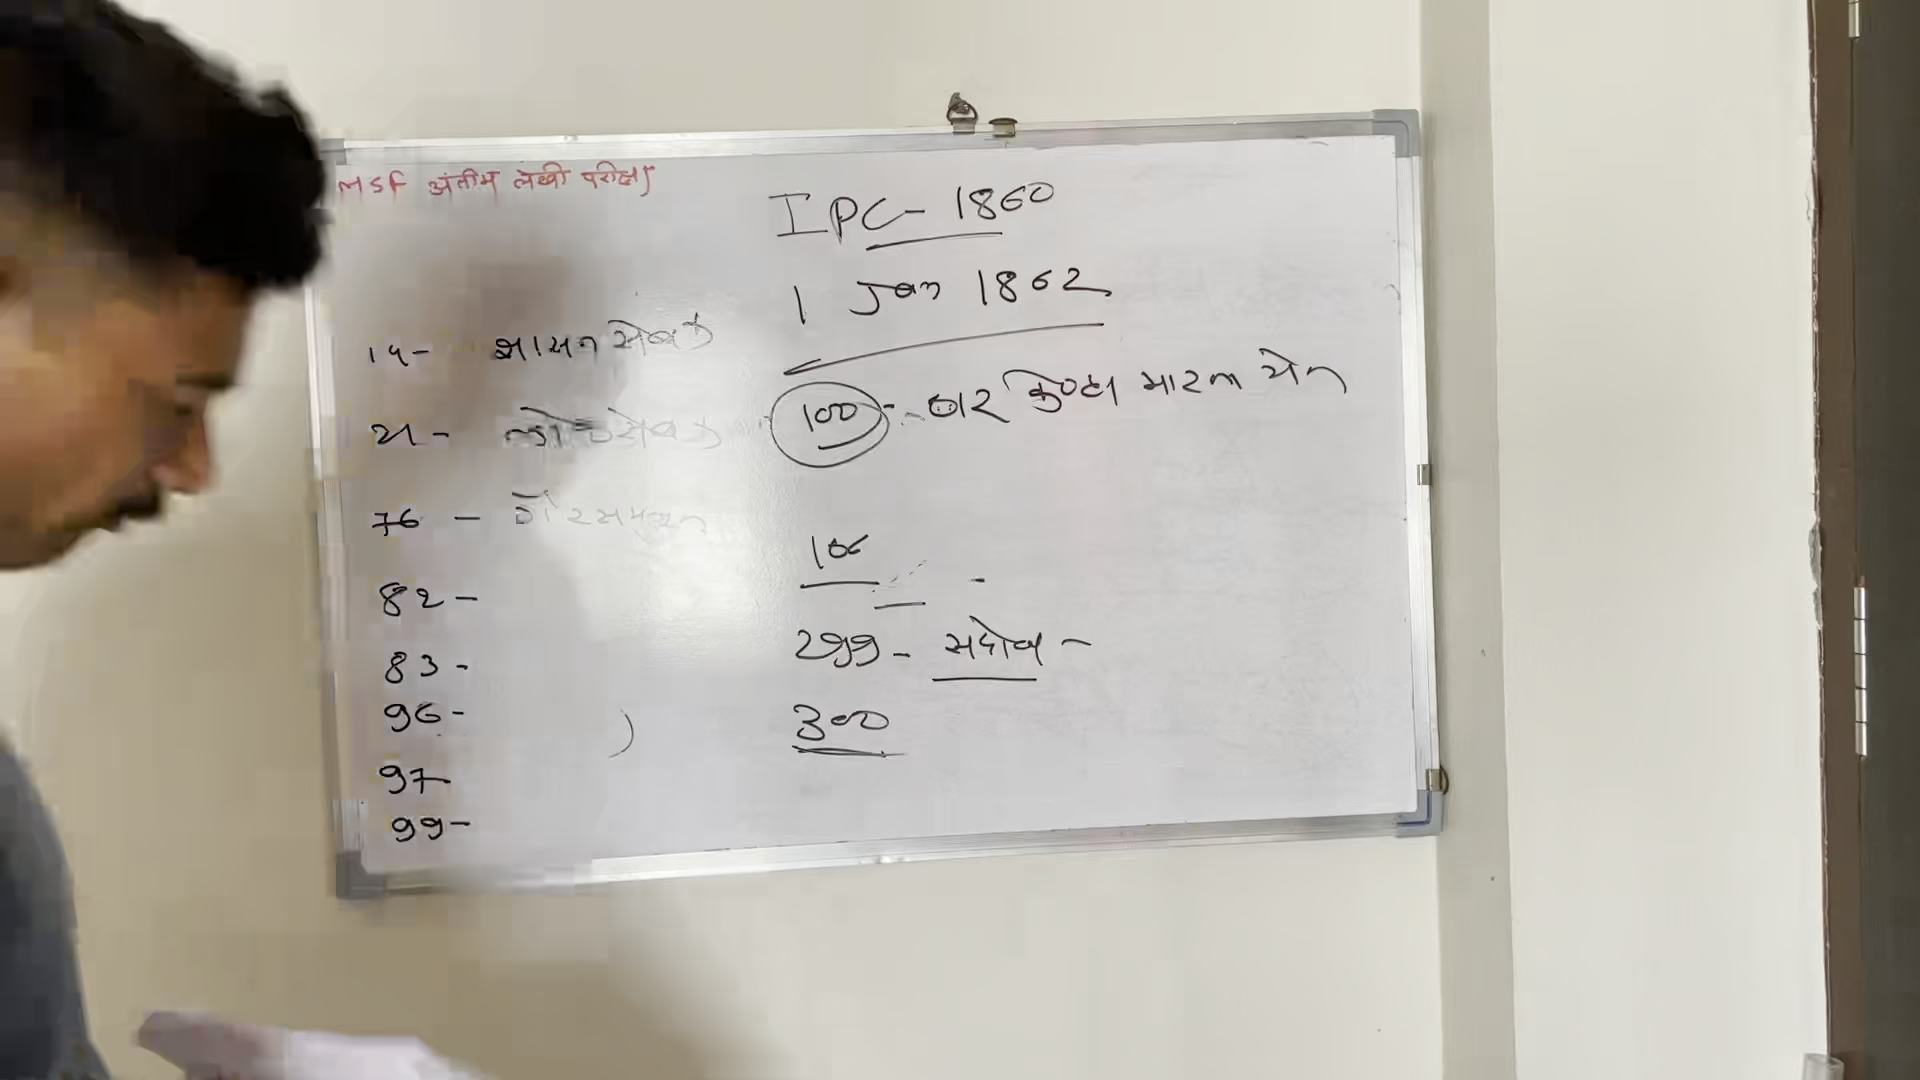 MSF अंतीम लेखी परीक्षा
IPC - 1860
1 Jan 1862
14- शासन सेवक
21- लोकसेवक
76 -
82 -
83 -
96 -
97
99 -
100 - ठार केव्हा मारता येत
106
299 - सदोष -
300